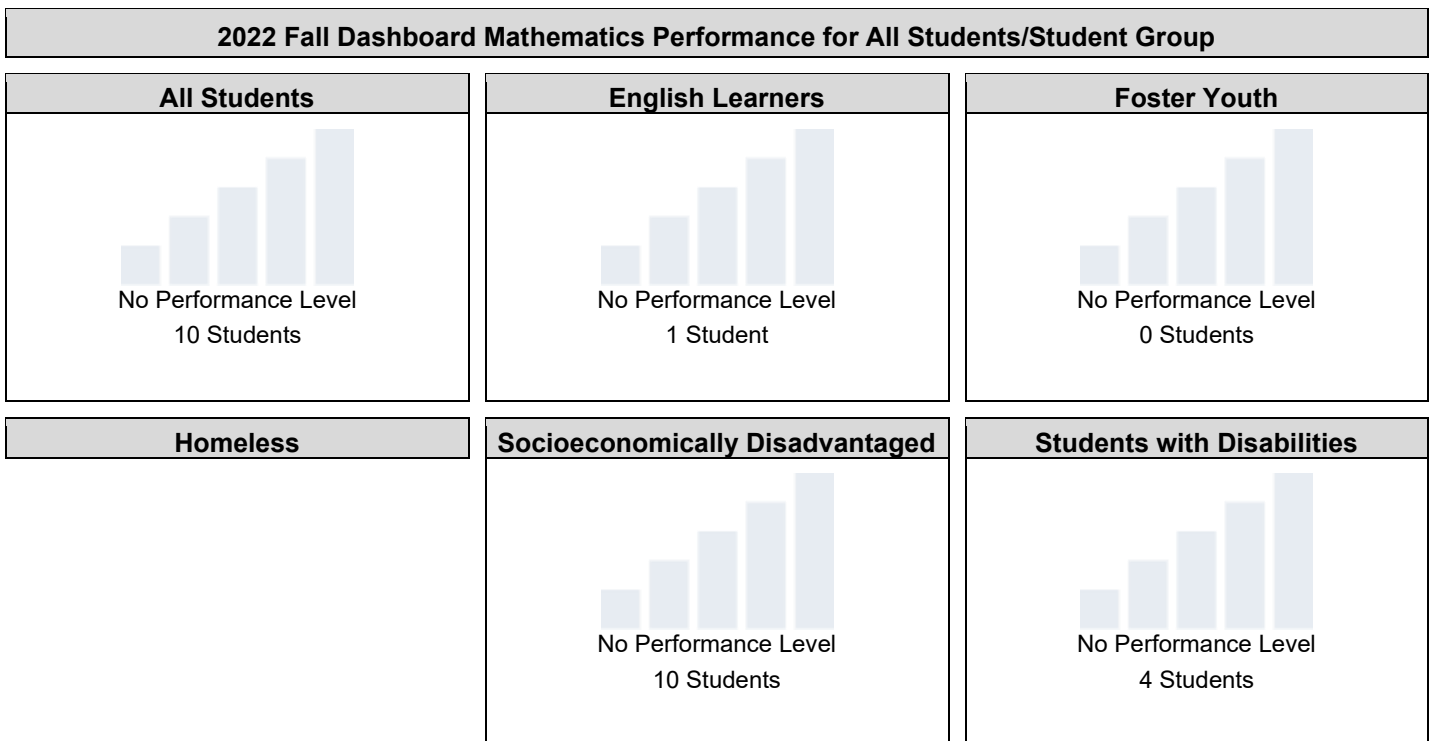 2022 Fall Dashboard Mathematics Performance for All Students/Student Group
All Students
No Performance Level
10 Students
English Learners
No Performance Level
1 Student
Foster Youth
No Performance Level
0 Students
Homeless
Socioeconomically Disadvantaged
No Performance Level
10 Students
Students with Disabilities
No Performance Level
4 Students